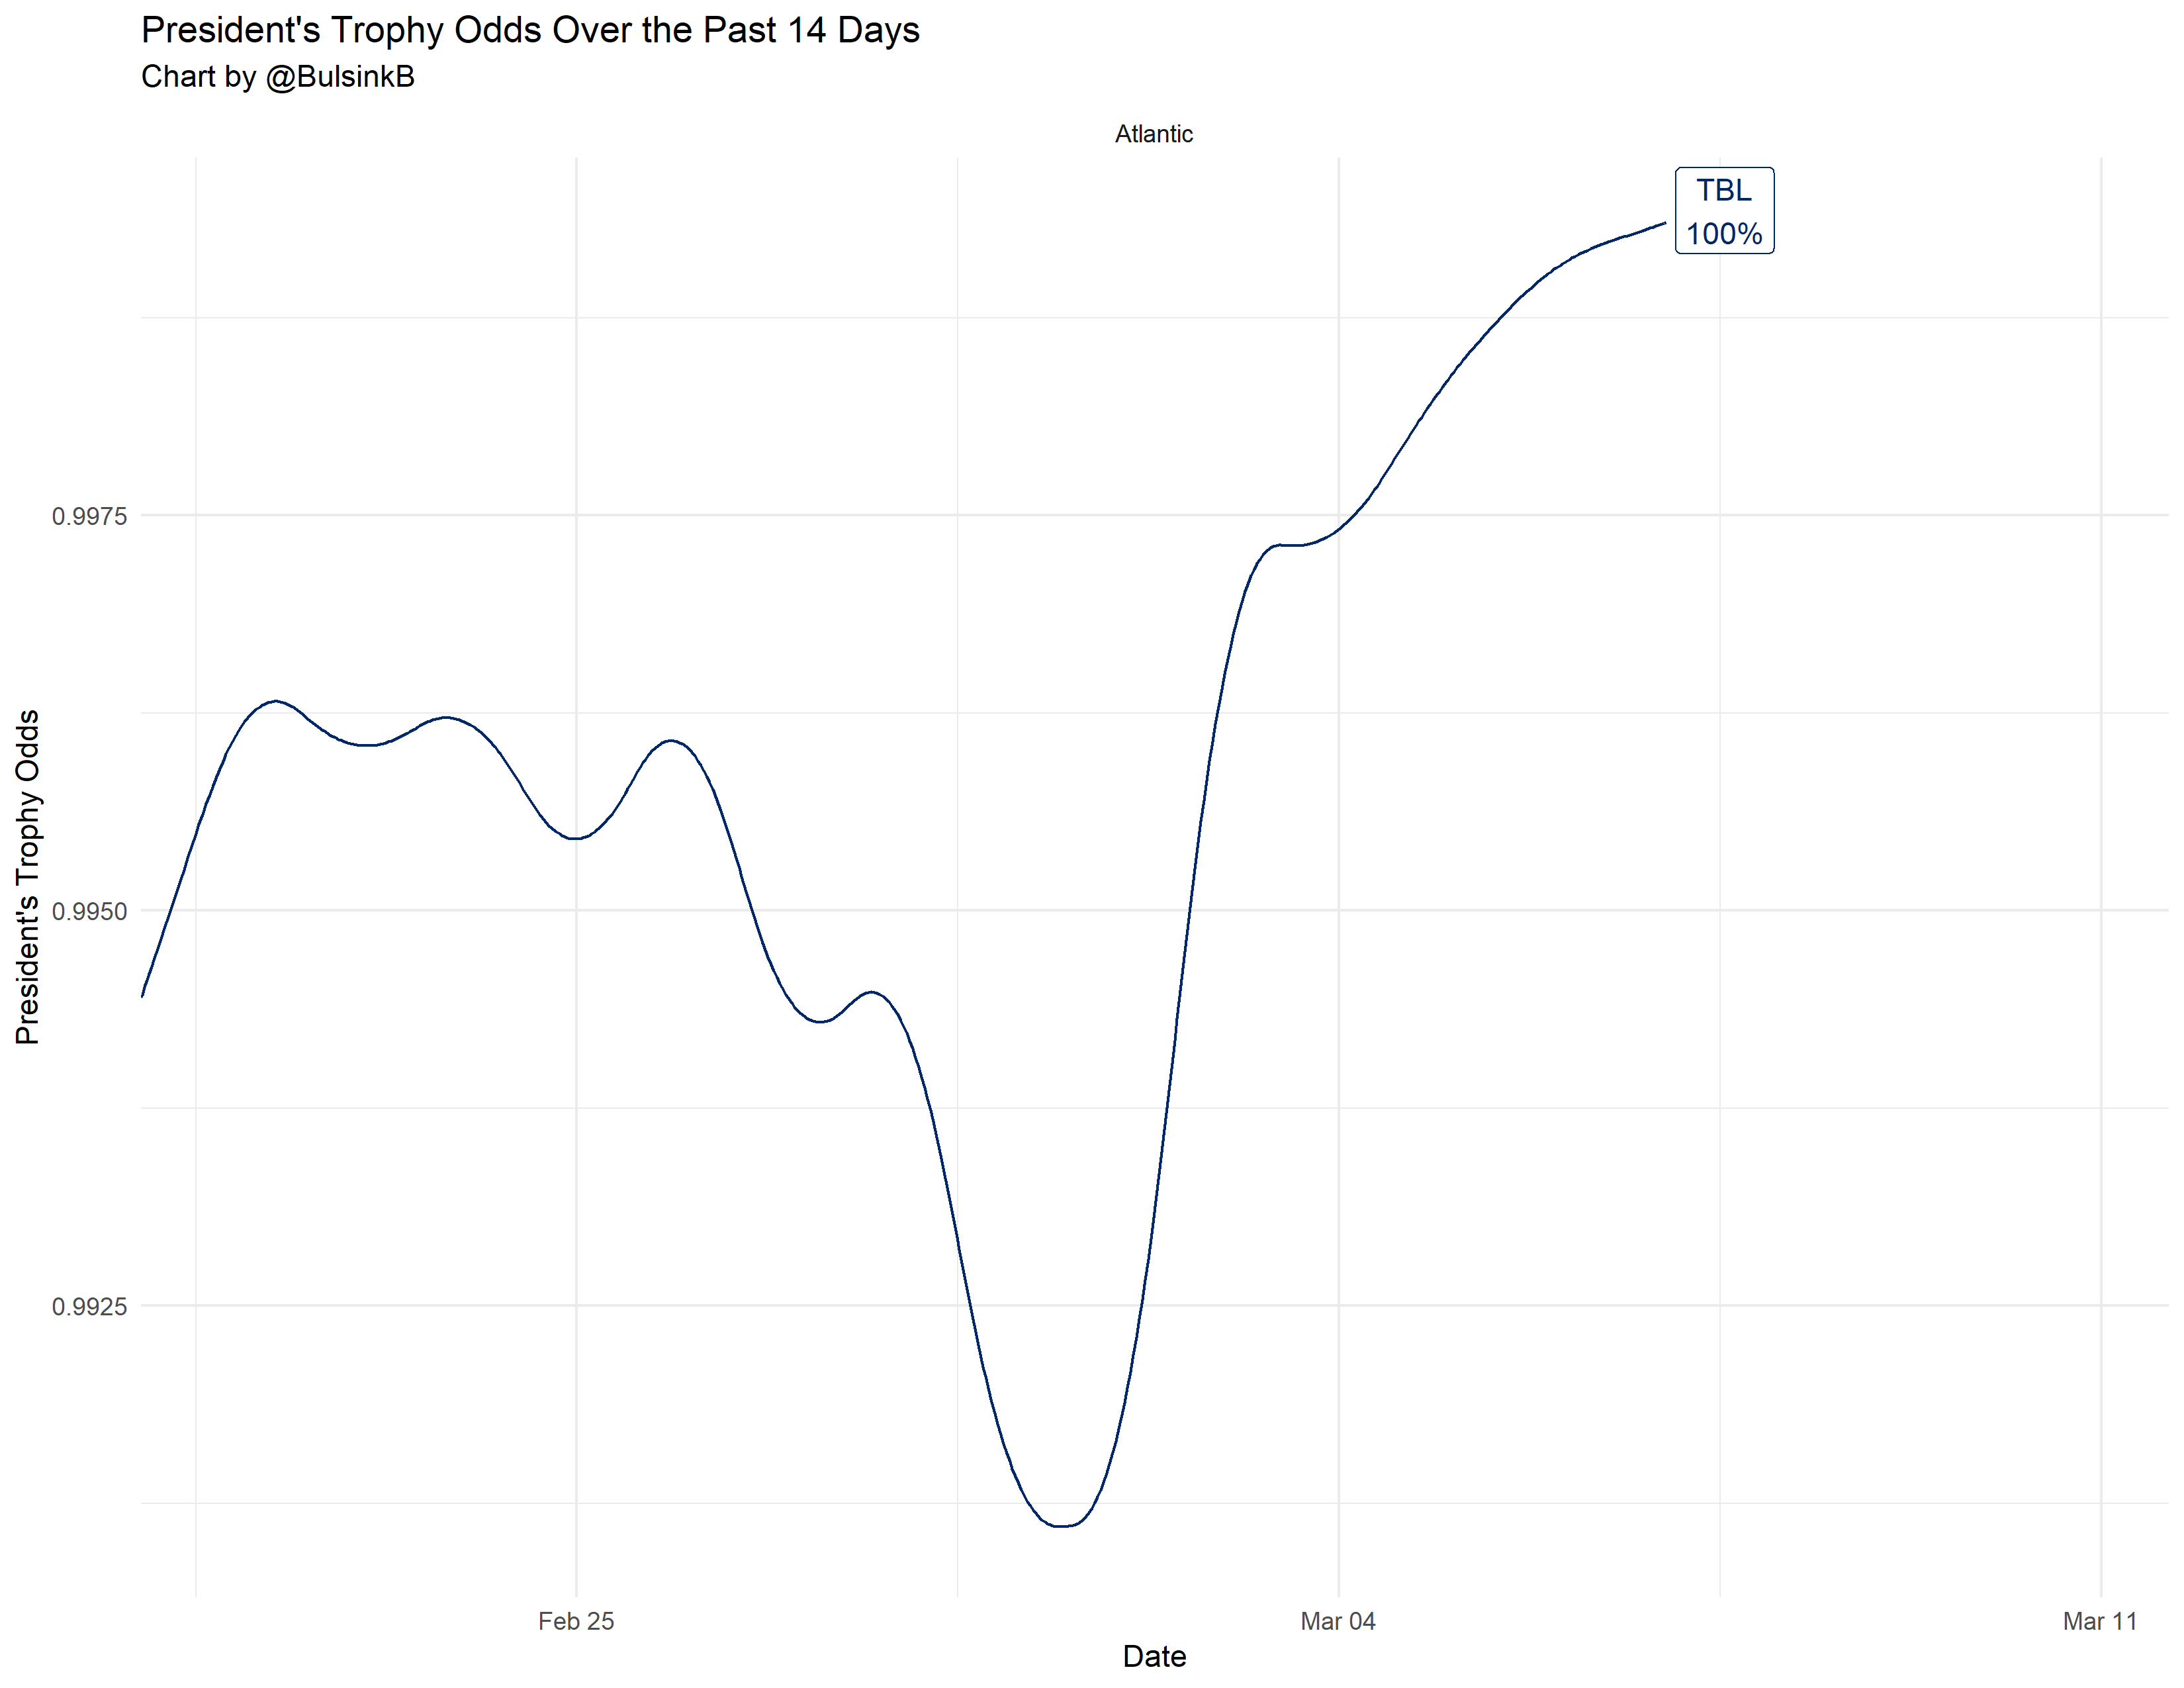 President's Trophy Odds Over the Past 14 Days
Chart by @BulsinkB
Atlantic
TBL
100%
President's Trophy Odds
0.9975
0.9950
0.9925
Feb 25
Mar 04
Mar 11
Date